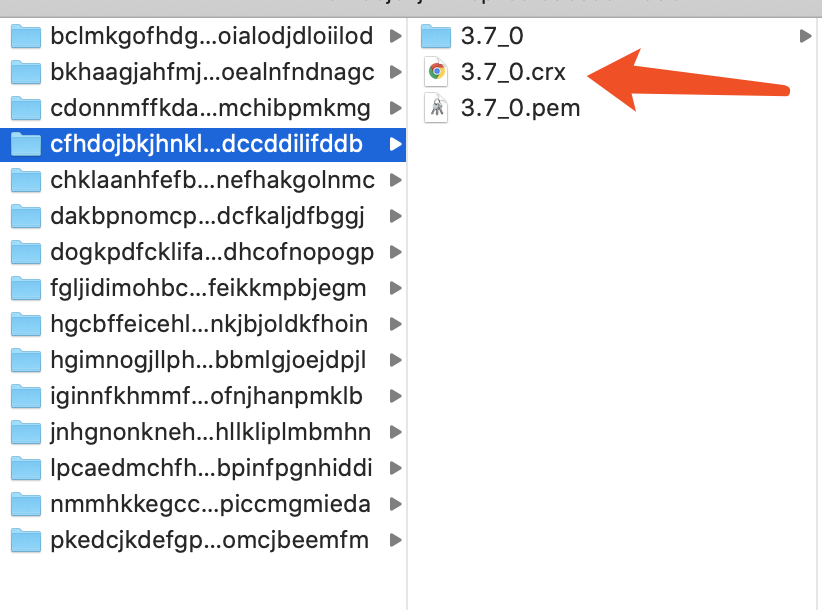 bclmkgofhdg...oialodjdloiilod
bkhaagjahfmj...oealnfndnagc
cdonnmffkda...mchibpmkmg
cfhdojbkjhnkl...dccddilifddb
chklaanhfefb...nefhakgolnmc
dakbpnomcp...dcfkaljdfbggj
dogkpdfcklifa...dhcofnopogp
fgljidimohbc...feikkmpbjegm
hgcbffeicehl...nkjbjoldkfhoin
hgimnogjllph...bbmlgjoejdpjl
iginnfkhmmf...ofnjhanpmklb
jnhgnonkneh...hllkliplmbmhn
lpcaedmchfh...bpinfpgnhiddi
nmmhkkegcc...piccmgmieda
pkedcjkdefgp...omcjbeemfm
3.7_0
3.7_0.crx
3.7_0.pem